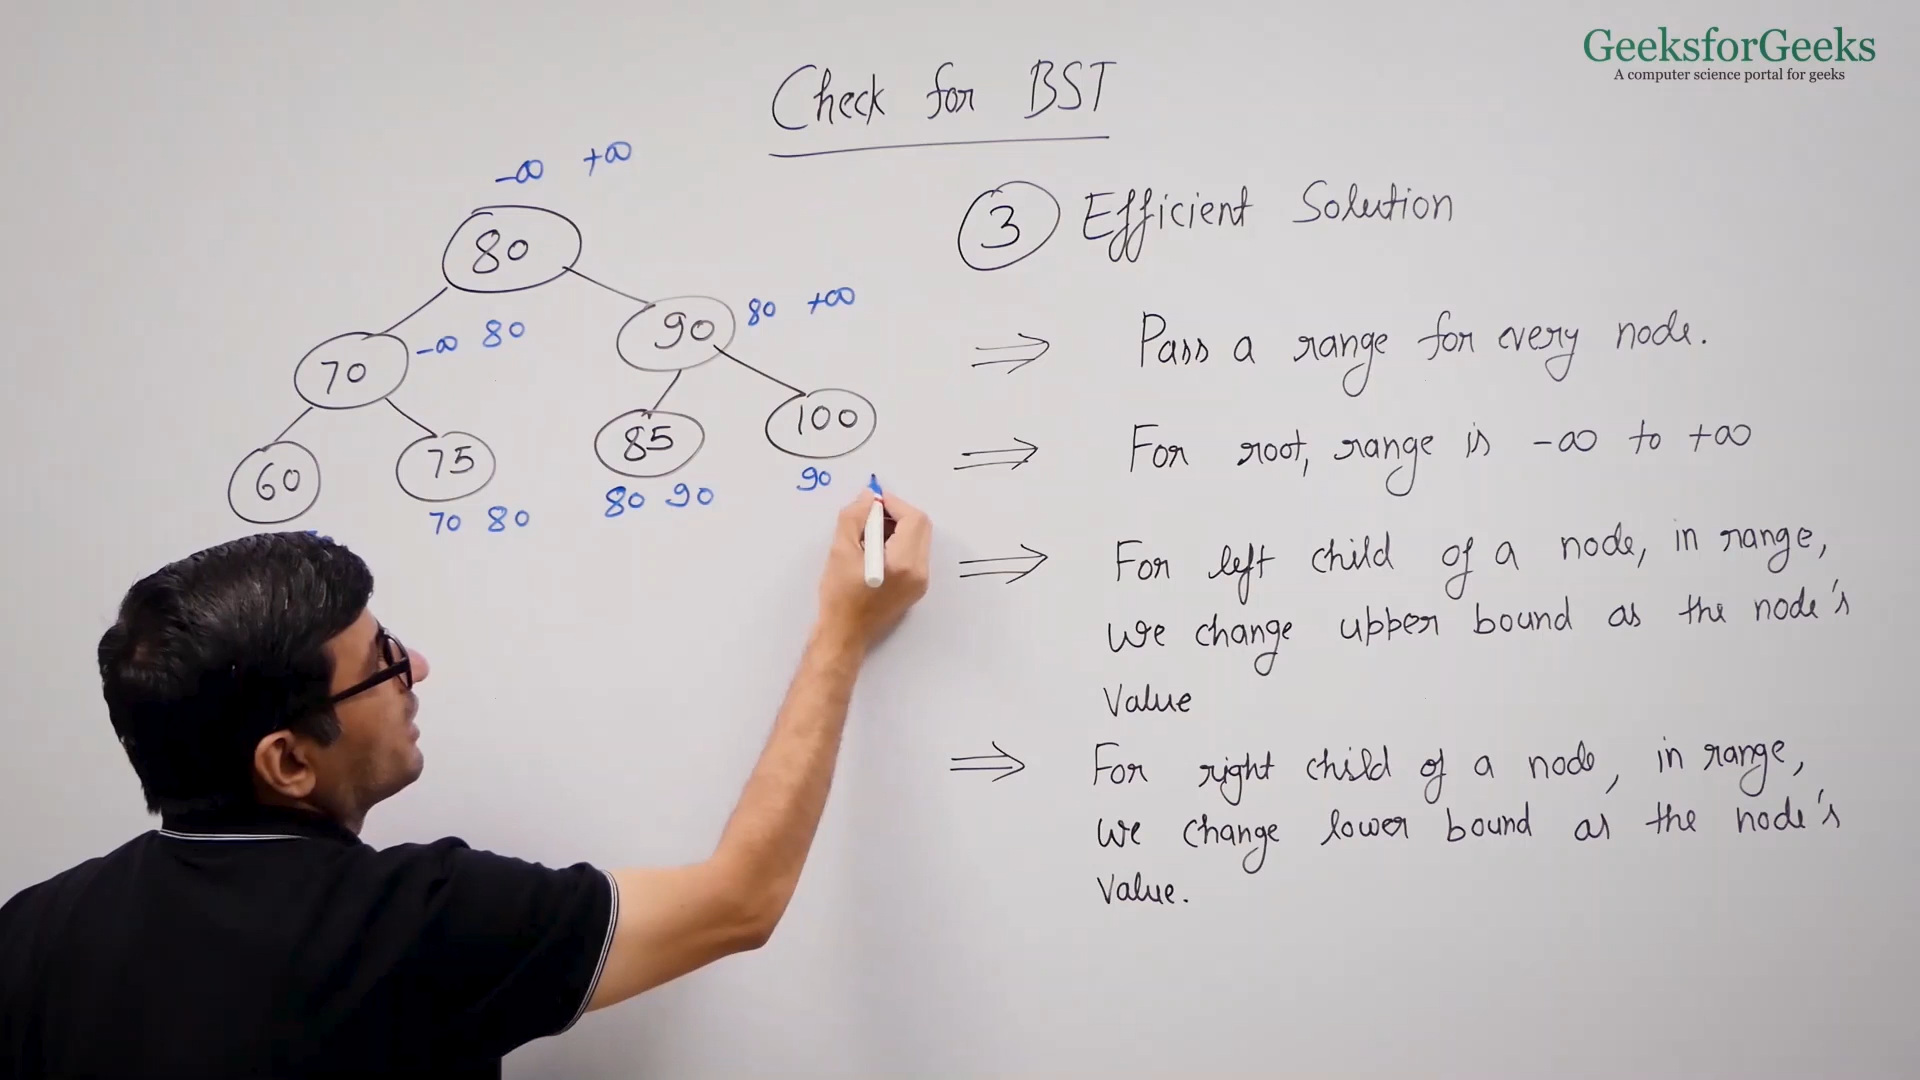 GeeksforGeeks
A computer science portal for geeks
Check for BST
-∞ +∞
80
90 80 +∞
70 -∞ 80
85
100
60
75
80 90
90
70 80
3 Efficient Solution
⇒ Pass a range for every node.
⇒ For root, range is -∞ to +∞
⇒ For left child of a node, in range,
we change upper bound as the node's
Value
⇒ For right child of a node, in range,
we change lower bound as the node's
Value.